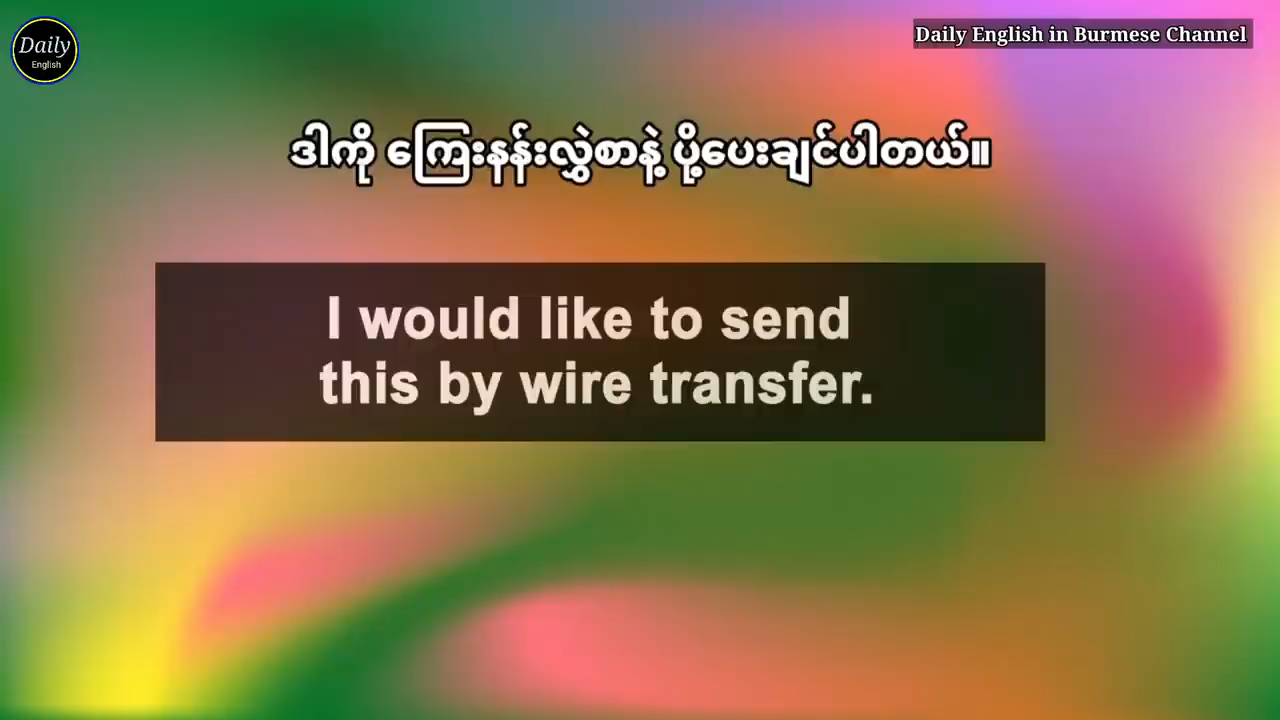 Daily
English
Daily English in Burmese Channel
ဒါကို ကြေးနန်းလွှဲစာနဲ့ ပို့ပေးချင်ပါတယ်။
I would like to send
this by wire transfer.